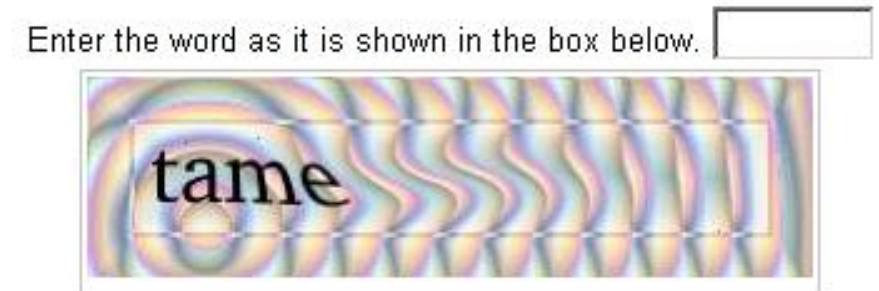 Enter the word as it is shown in the box below.
tame